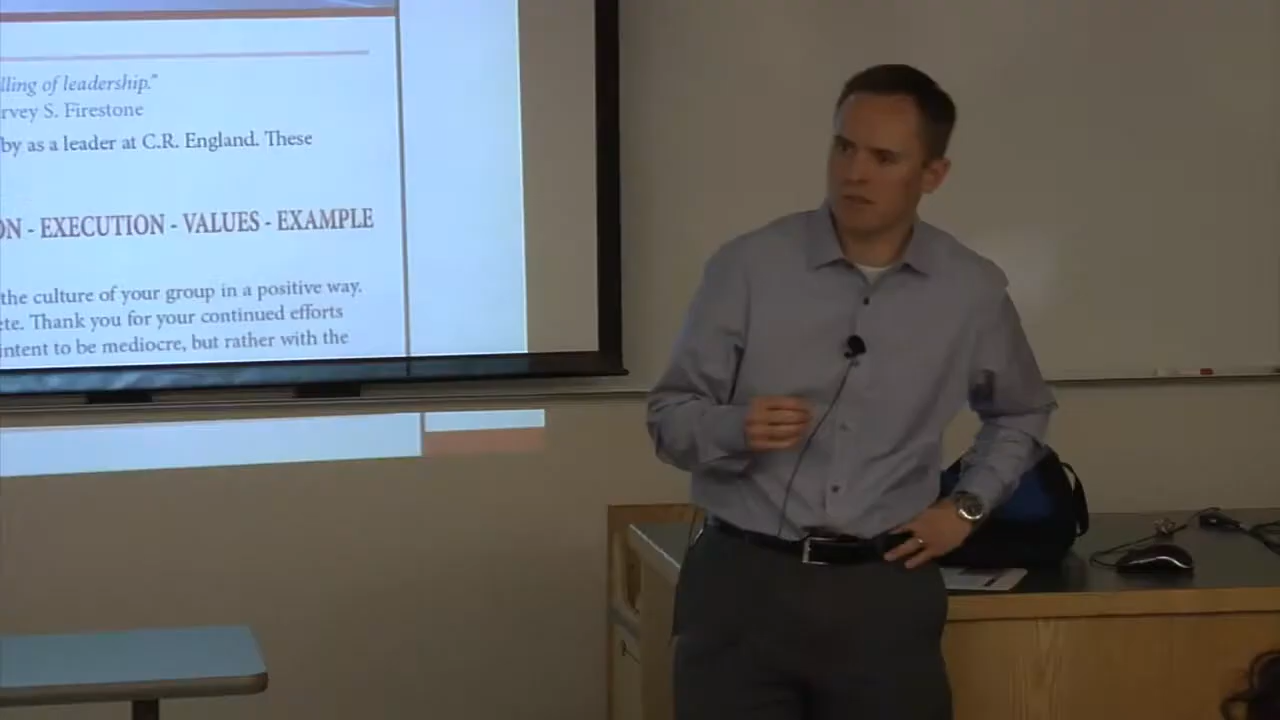 lling of leadership."
rvey S. Firestone
by as a leader at C.R. England. These
ON - EXECUTION - VALUES - EXAMPLE
the culture of your group in a positive way.
ete. Thank you for your continued efforts
intent to be mediocre, but rather with the